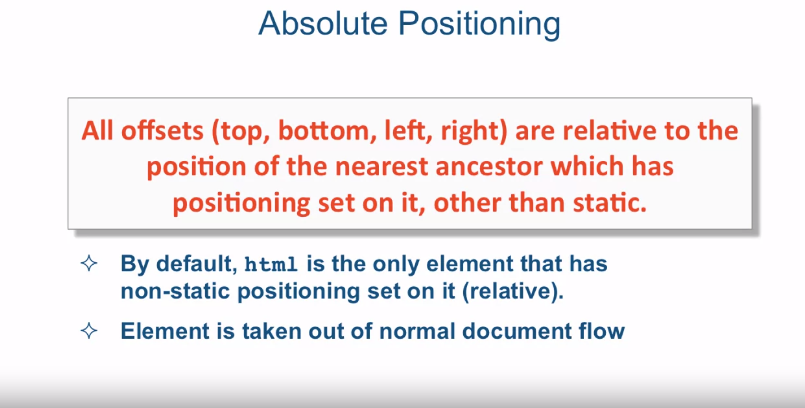 Absolute Positioning
All offsets (top, bottom, left, right) are relative to the
position of the nearest ancestor which has
positioning set on it, other than static.
By default, html is the only element that has
non-static positioning set on it (relative).
Element is taken out of normal document flow